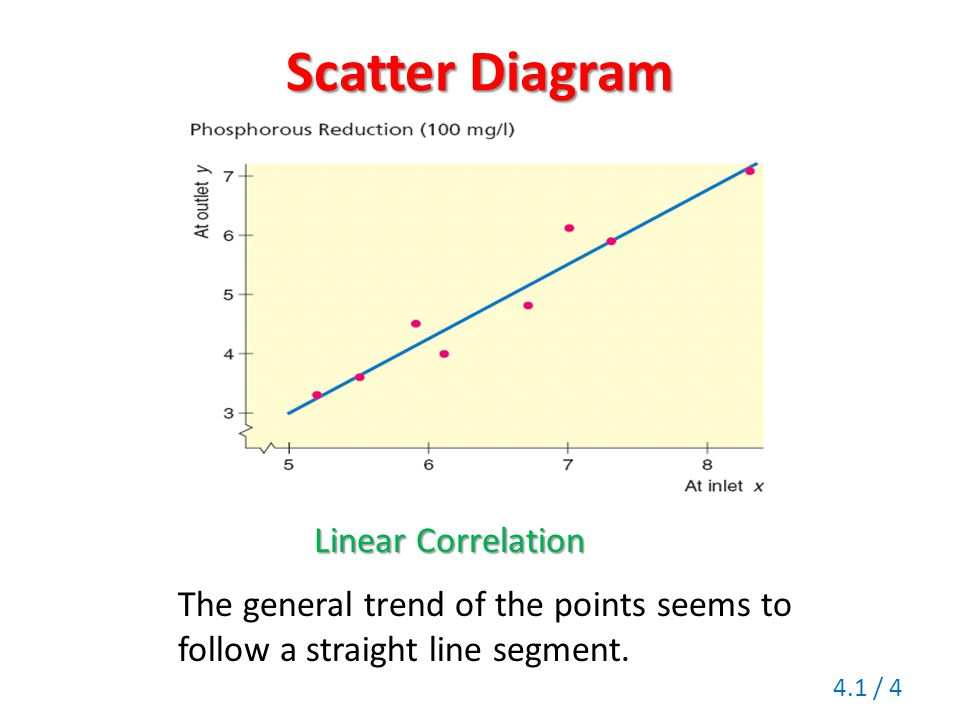 Scatter Diagram
Phosphorous Reduction (100 mg/l)
At outlet y
7
6
5
4
3
5 6 7 8
At inlet x
Linear Correlation
The general trend of the points seems to
follow a straight line segment.
4.1 / 4